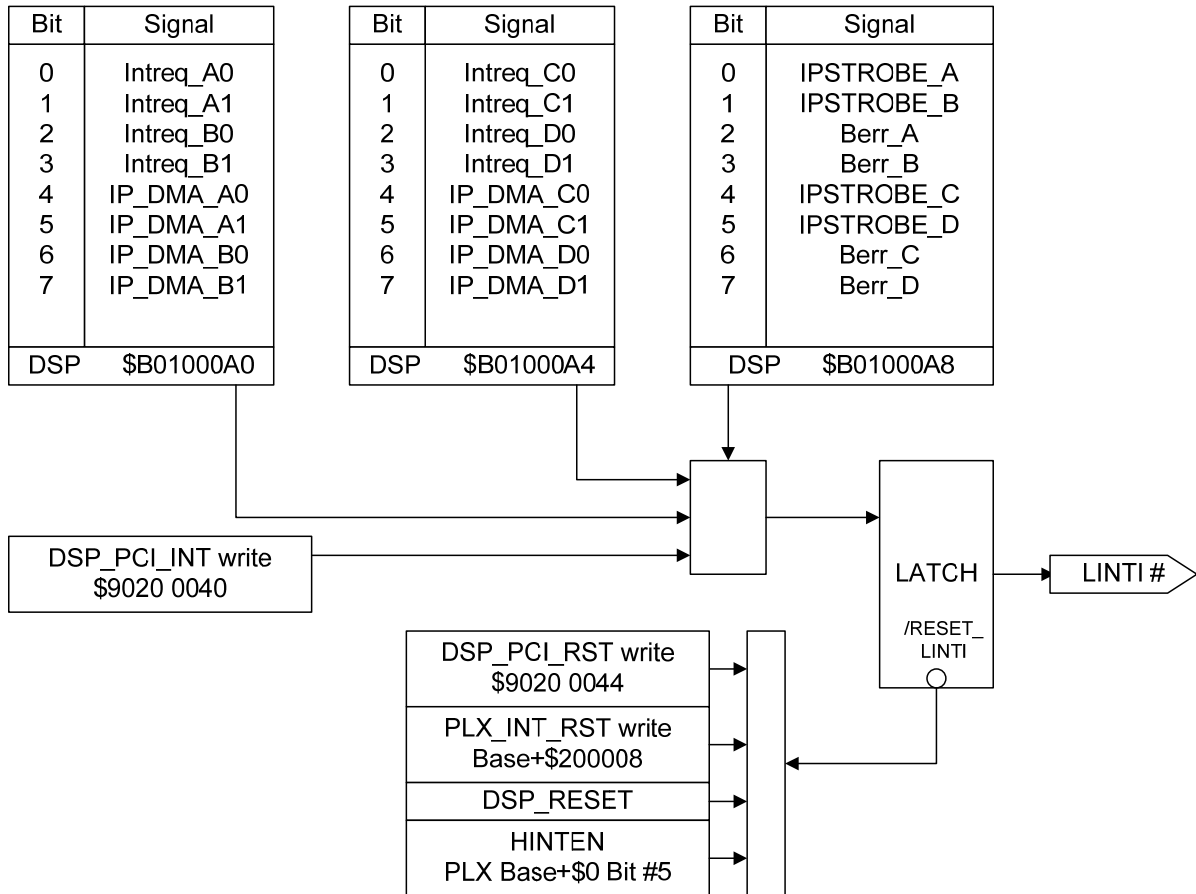 Bit Signal
0 Intreq_A0
1 Intreq_A1
2 Intreq_B0
3 Intreq_B1
4 IP_DMA_A0
5 IP_DMA_A1
6 IP_DMA_B0
7 IP_DMA_B1
DSP $B01000A0
Bit Signal
0 Intreq_C0
1 Intreq_C1
2 Intreq_D0
3 Intreq_D1
4 IP_DMA_C0
5 IP_DMA_C1
6 IP_DMA_D0
7 IP_DMA_D1
DSP $B01000A4
Bit Signal
0 IPSTROBE_A
1 IPSTROBE_B
2 Berr_A
3 Berr_B
4 IPSTROBE_C
5 IPSTROBE_D
6 Berr_C
7 Berr_D
DSP $B01000A8
DSP_PCI_INT write
$9020 0040
LATCH
/RESET_
LINTI
LINTI #
DSP_PCI_RST write
$9020 0044
PLX_INT_RST write
Base+$200008
DSP_RESET
HINTEN
PLX Base+$0 Bit #5